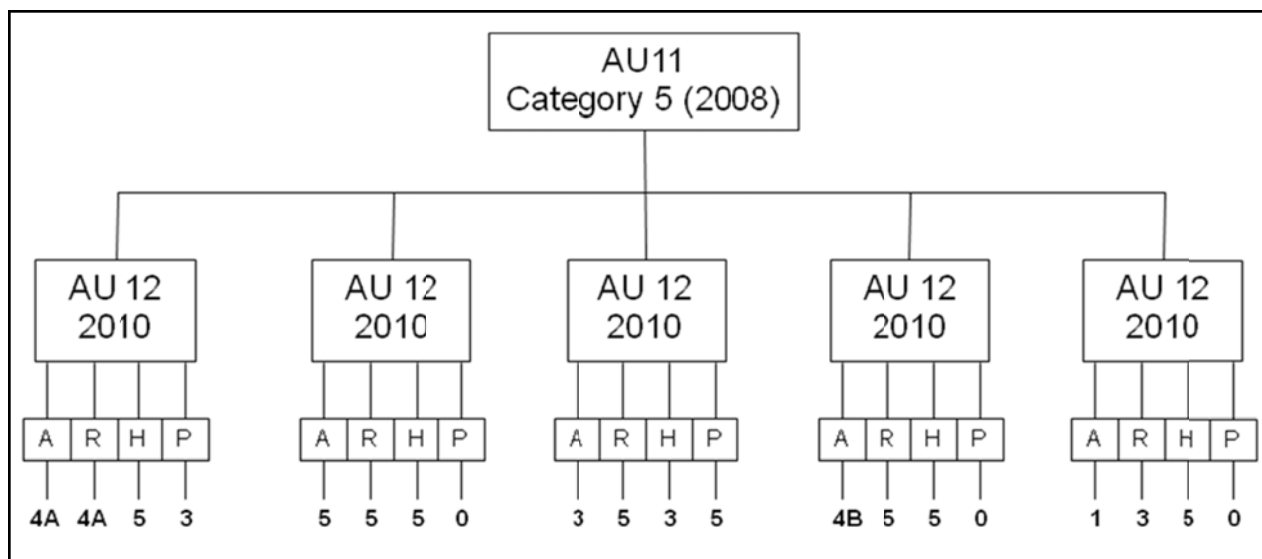 AU11
Category 5 (2008)
AU 12 AU 12 AU 12 AU 12 AU 12
2010 2010 2010 2010 2010
A R H P A R H P A R H P A R H P A R H P
4A 4A 5 3 5 5 5 0 3 5 3 5 4B 5 5 0 1 3 5 0